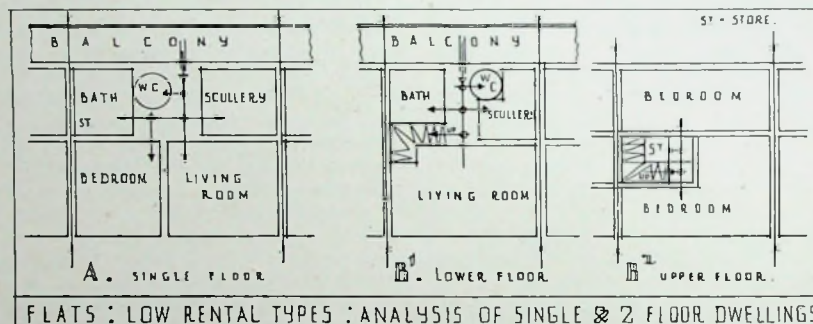 ST - STORE.
BALCONY
BALCONY
WC
BATH
SCULLERY
ST.
BEDROOM
LIVING ROOM
WC
BATH
SCULLERY
UP
LIVING ROOM
BEDROOM
ST
BEDROOM
A. SINGLE FLOOR
B'. LOWER FLOOR
B" UPPER FLOOR.
FLATS : LOW RENTAL TYPES : ANALYSIS OF SINGLE & 2 FLOOR DWELLINGS